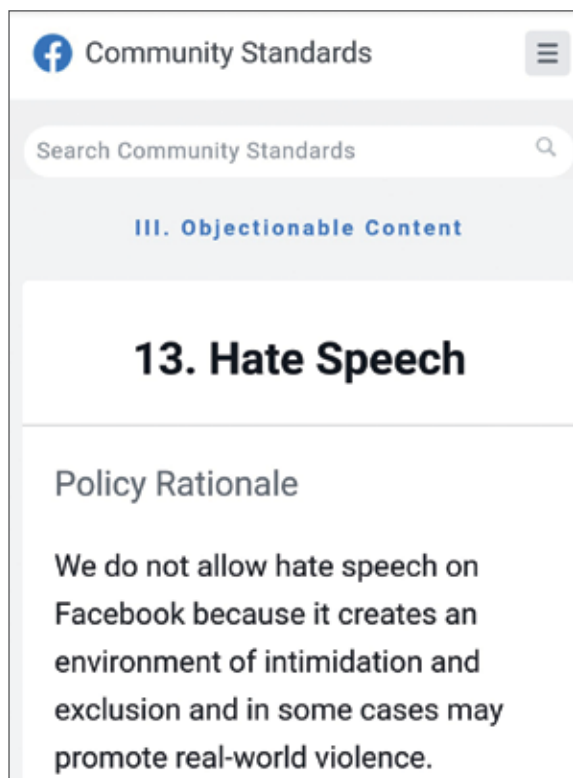 Community Standards
Search Community Standards
III. Objectionable Content
13. Hate Speech
Policy Rationale
We do not allow hate speech on
Facebook because it creates an
environment of intimidation and
exclusion and in some cases may
promote real-world violence.